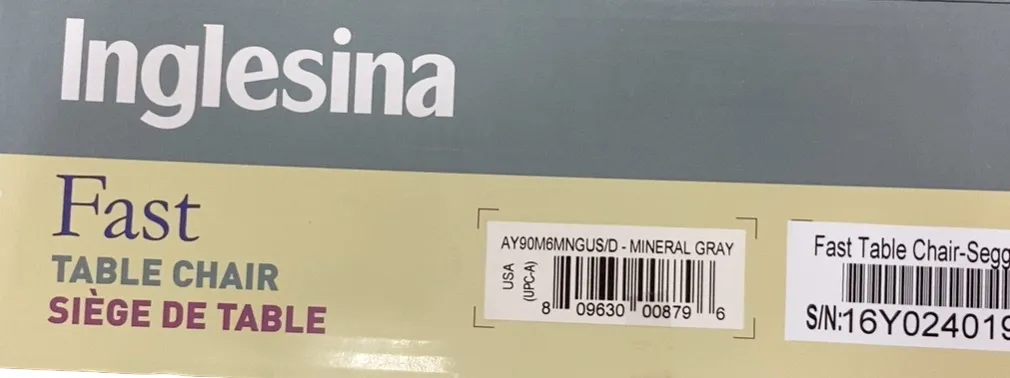 Inglesina
Fast
TABLE CHAIR
SIÈGE DE TABLE
AY90M6MNGUS/D - MINERAL GRAY
USA
(UPC-A)
8 09630 00879 6
Fast Table Chair-Segg
S/N:16Y024019